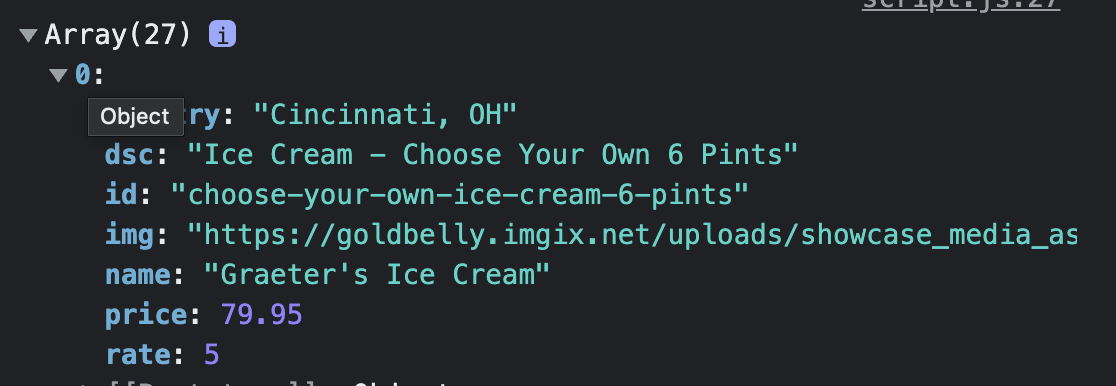 script.js:27
Array(27) i
0:
Object ry: "Cincinnati, OH"
dsc: "Ice Cream – Choose Your Own 6 Pints"
id: "choose-your-own-ice-cream-6-pints"
img: "https://goldbelly.imgix.net/uploads/showcase_media_as
name: "Graeter's Ice Cream"
price: 79.95
rate: 5